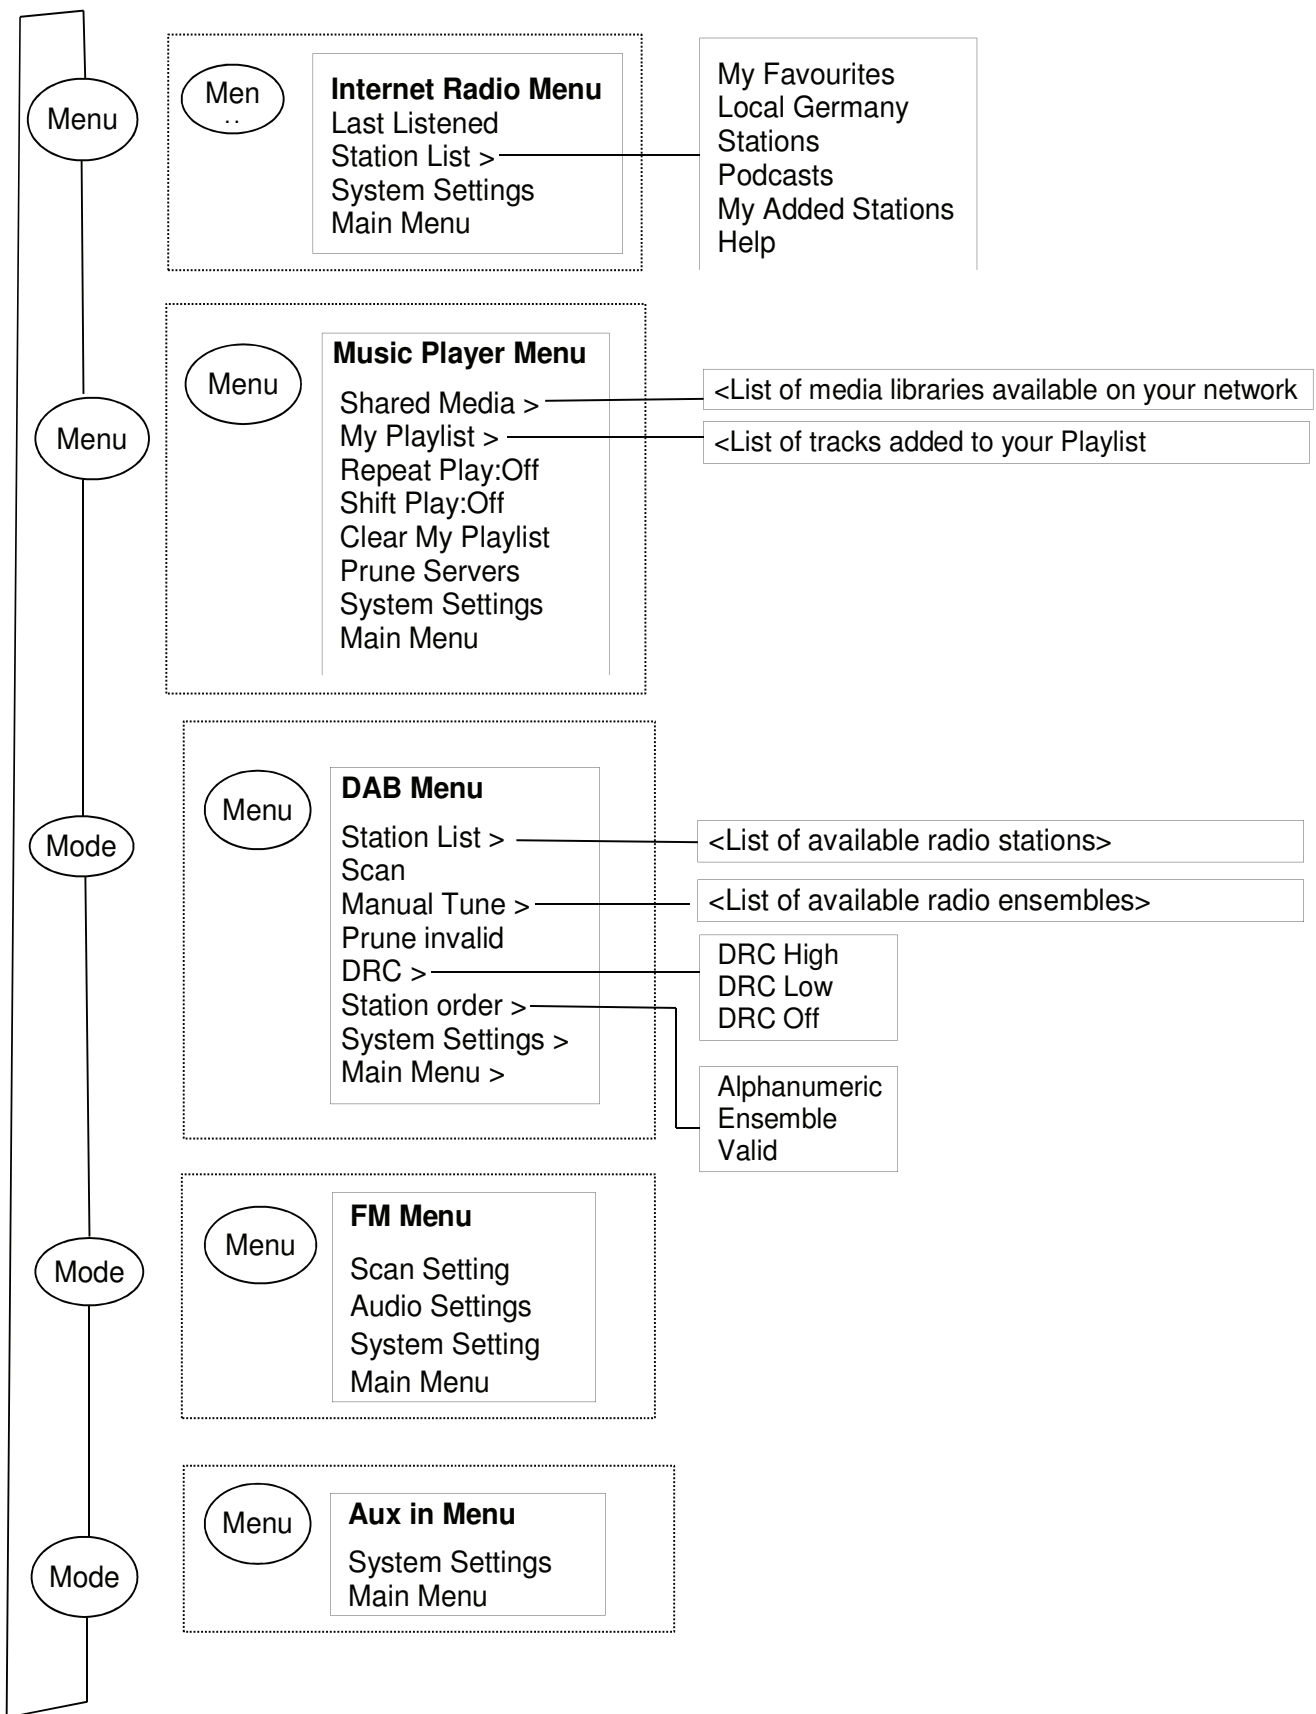 Menu
Men
. .
Internet Radio Menu
Last Listened
Station List >
System Settings
Main Menu
My Favourites
Local Germany
Stations
Podcasts
My Added Stations
Help
Menu
Menu
Music Player Menu
Shared Media >
My Playlist >
Repeat Play:Off
Shift Play:Off
Clear My Playlist
Prune Servers
System Settings
Main Menu
<List of media libraries available on your network
<List of tracks added to your Playlist
Mode
Menu
DAB Menu
Station List >
Scan
Manual Tune >
Prune invalid
DRC >
Station order >
System Settings >
Main Menu >
<List of available radio stations>
<List of available radio ensembles>
DRC High
DRC Low
DRC Off
Alphanumeric
Ensemble
Valid
Mode
Menu
FM Menu
Scan Setting
Audio Settings
System Setting
Main Menu
Mode
Menu
Aux in Menu
System Settings
Main Menu